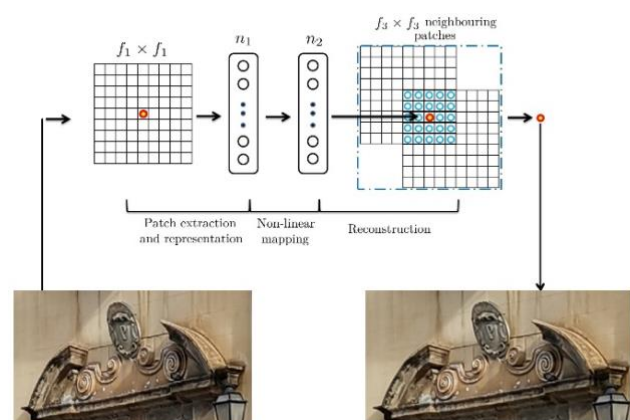 f₁ × f₁
n₁
n₂
f₃ × f₃ neighbouring
patches
Patch extraction
and representation
Non-linear
mapping
Reconstruction